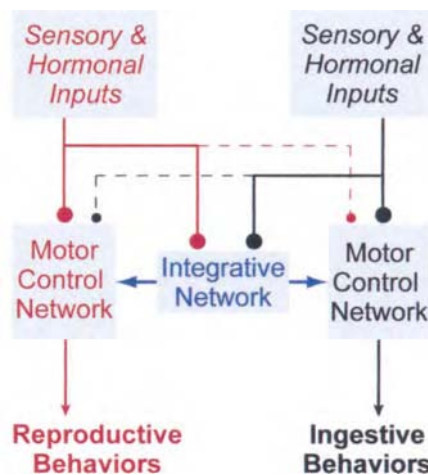 Sensory &
Hormonal
Inputs
Sensory &
Hormonal
Inputs
Motor
Control
Network
Integrative
Network
Motor
Control
Network
Reproductive
Behaviors
Ingestive
Behaviors